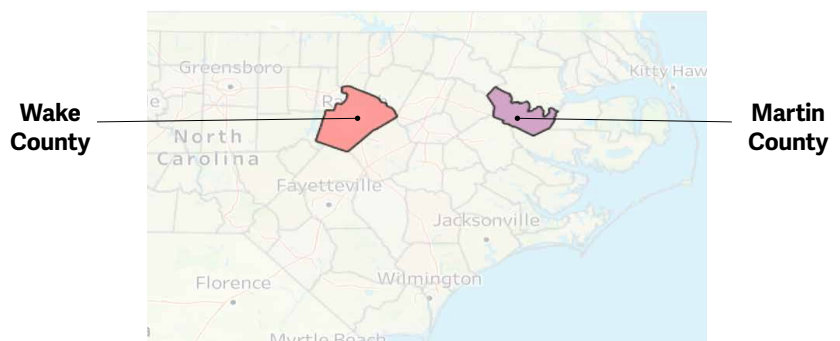 Greensboro
Kitty Haw
Wake
County
Martin
County
North
Carolina
Fayetteville
Jacksonville
Florence
Wilmington
Myrtle Beach